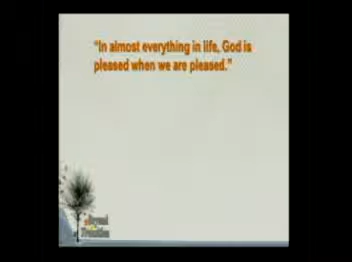 “In almost everything in life, God is
pleased when we are pleased.”